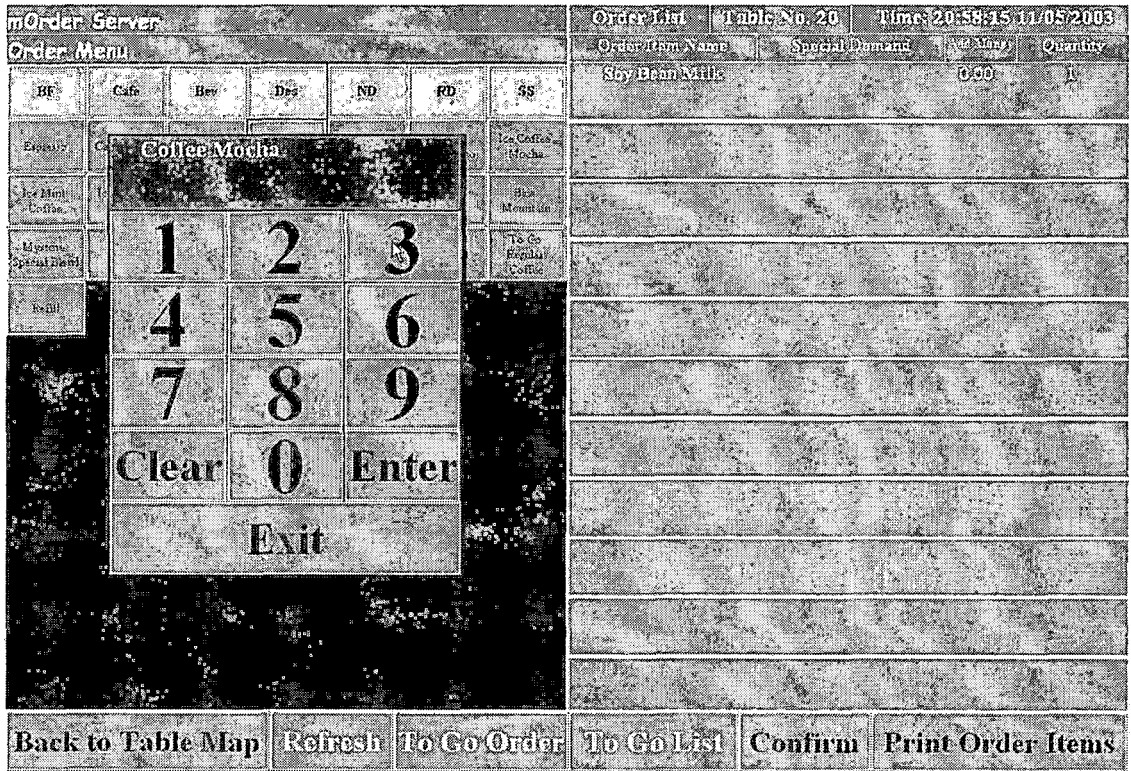 mOrder Server
Order List Table No. 20 Time: 20:58:15 11/05/2003
Order Menu
Order Item Name Special Demand Add Money Quantity
Soy Bean Milk 0.00 1
BF Cafe Bev Des ND RD SS
Espresso
Ice Coffee
Mocha
Coffee Mocha
Ice Mint
Coffee
Blue
Mountain
Special Blend
To Go
Regular
Coffee
Refill
1 2 3
4 5 6
7 8 9
Clear 0 Enter
Exit
Back to Table Map Refresh To Go Order To Go List Confirm Print Order Items